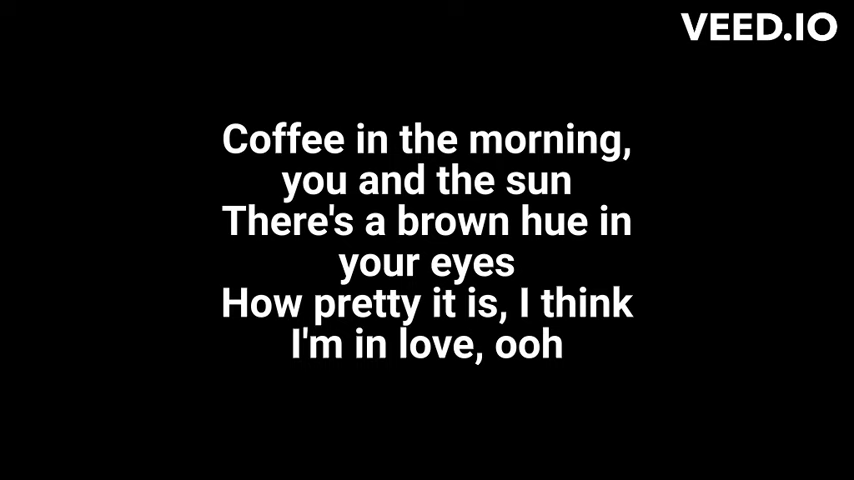 VEED.IO
Coffee in the morning,
you and the sun
There's a brown hue in
your eyes
How pretty it is, I think
I'm in love, ooh